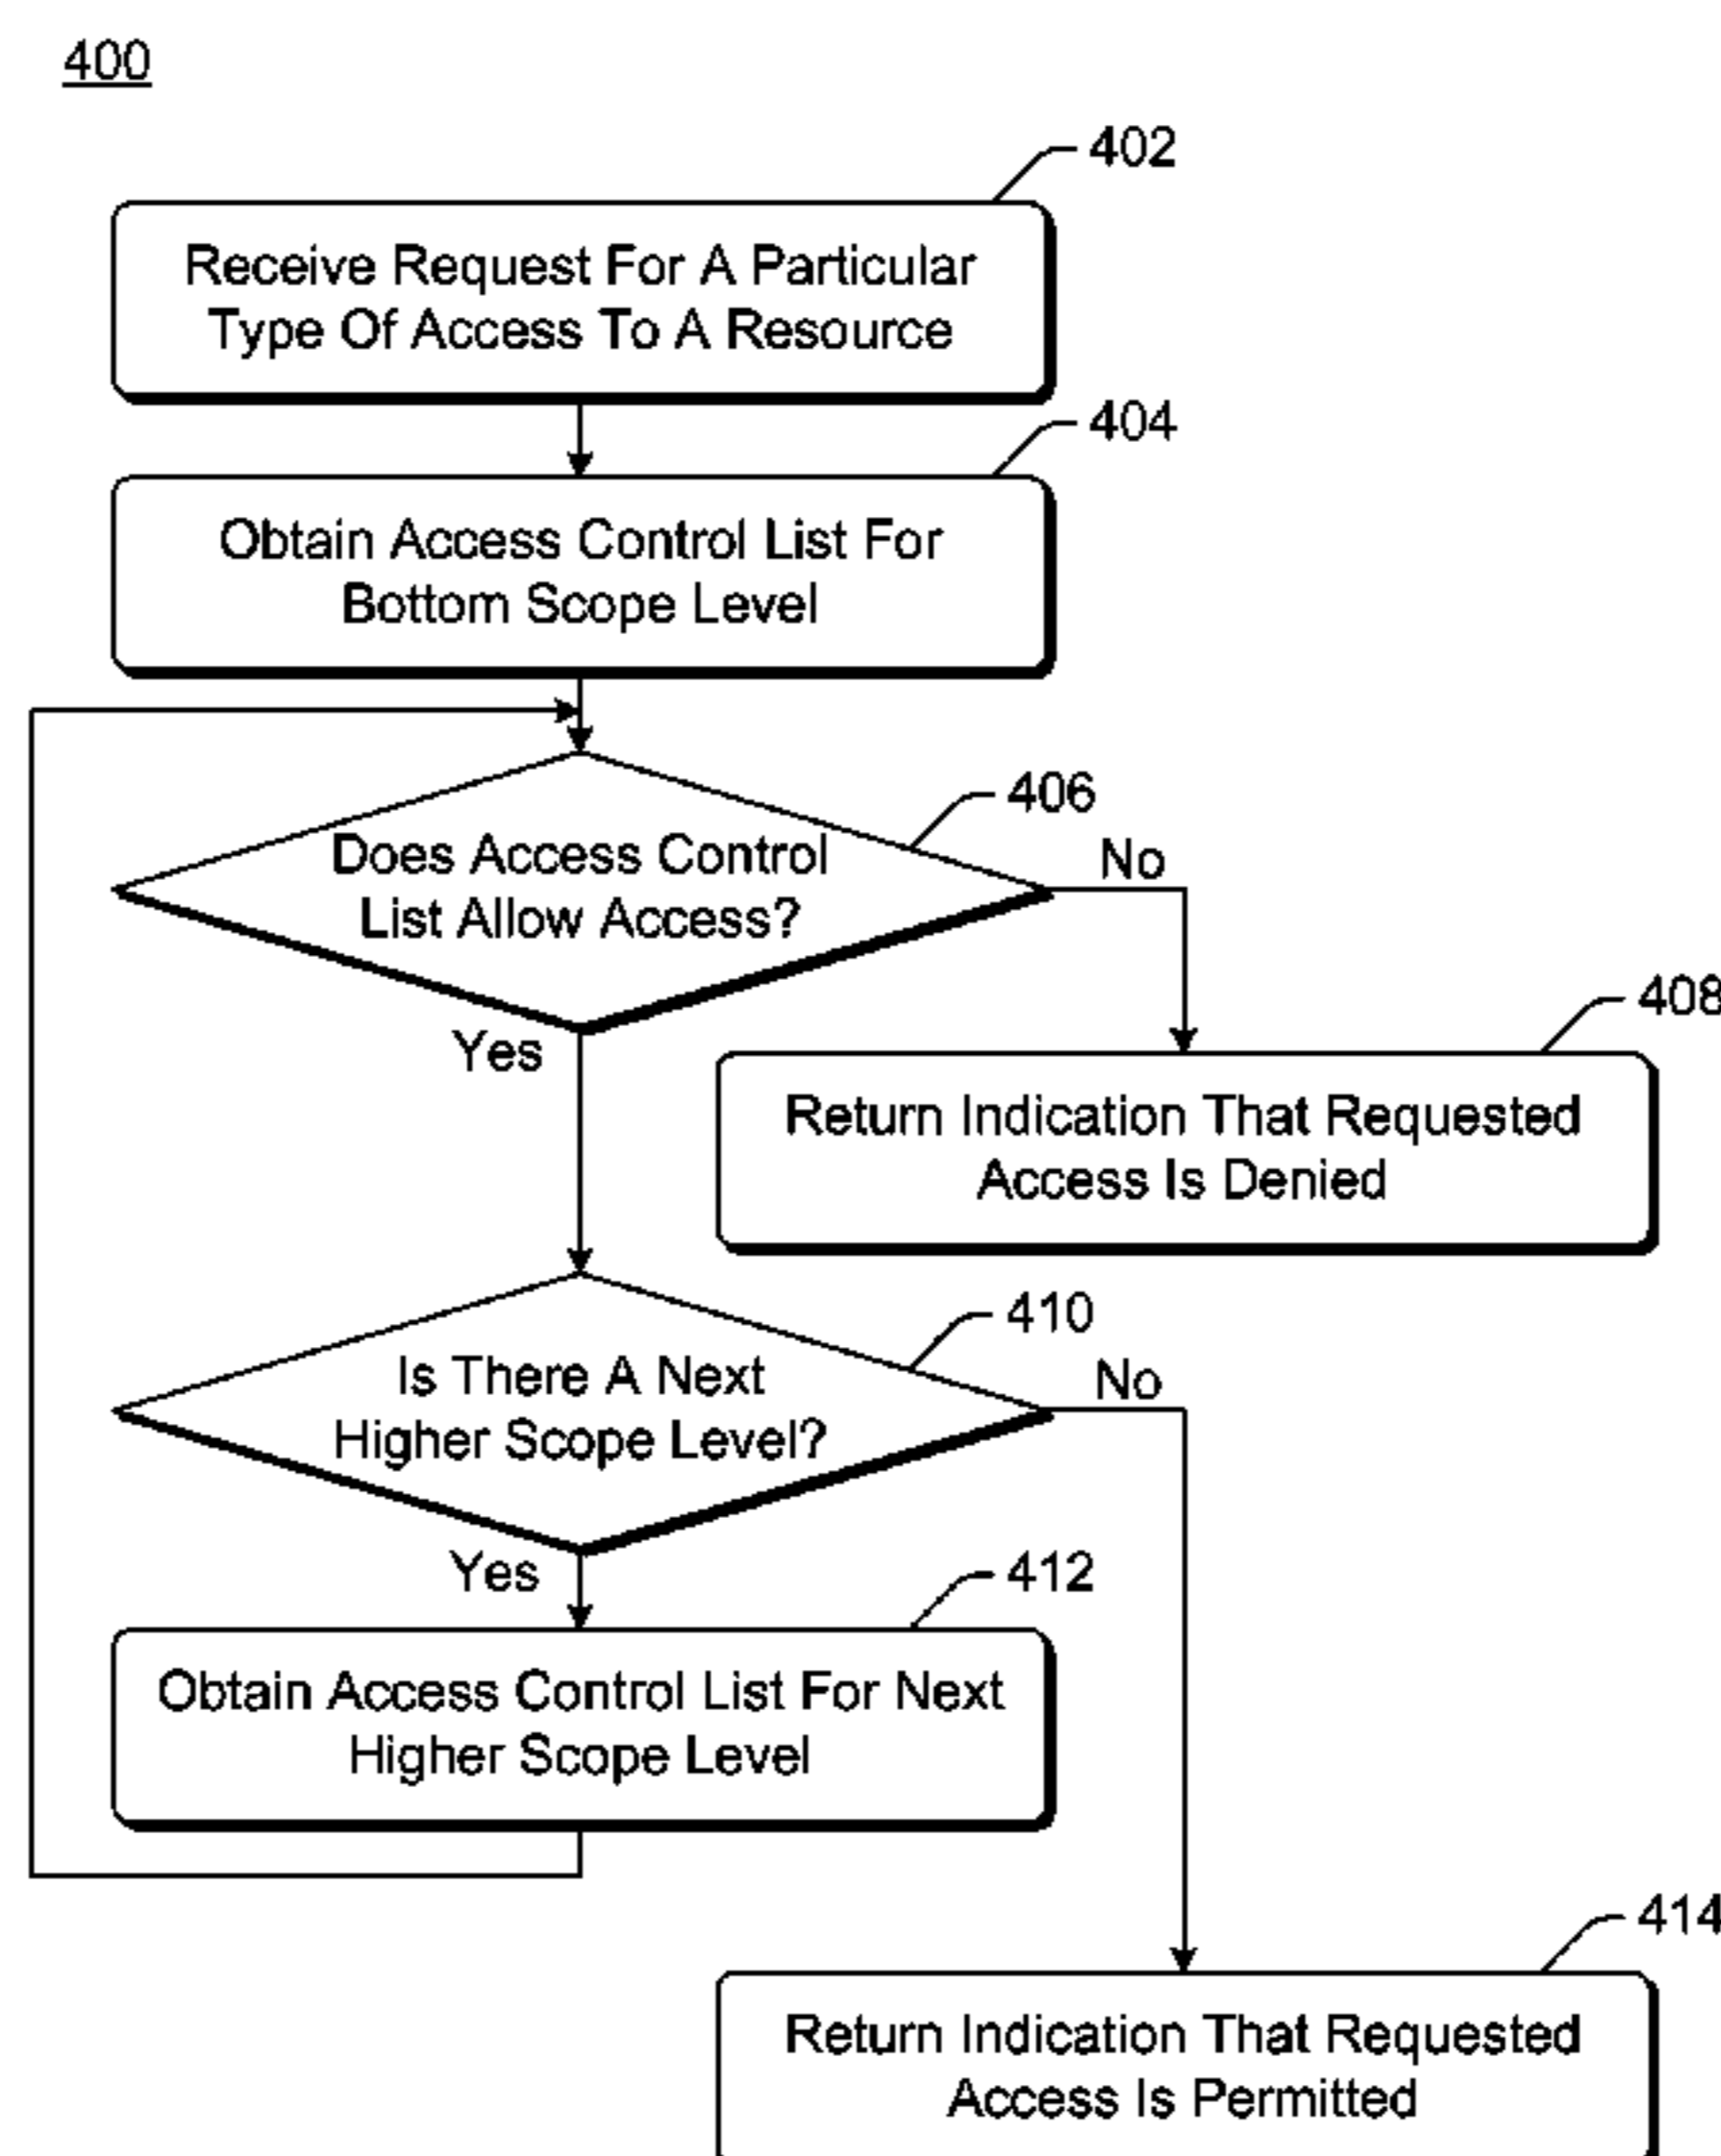 400
402
Receive Request For A Particular
Type Of Access To A Resource
404
Obtain Access Control List For
Bottom Scope Level
406
Does Access Control
List Allow Access?
No
Yes
408
Return Indication That Requested
Access Is Denied
410
Is There A Next
Higher Scope Level?
No
Yes
412
Obtain Access Control List For Next
Higher Scope Level
414
Return Indication That Requested
Access Is Permitted